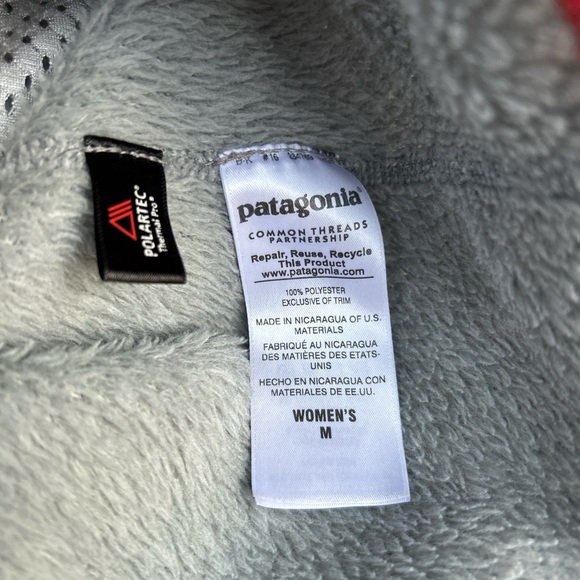 POLARTEC®
Thermal Pro®
patagonia®
COMMON THREADS
PARTNERSHIP
Repair, Reuse, Recycle
This Product
www.patagonia.com
100% POLYESTER
EXCLUSIVE OF TRIM
MADE IN NICARAGUA OF U.S.
MATERIALS
FABRIQUÉ AU NICARAGUA
DES MATIÈRES DES ETATS-
UNIS
HECHO EN NICARAGUA CON
MATERIALES DE EE.UU.
WOMEN'S
M